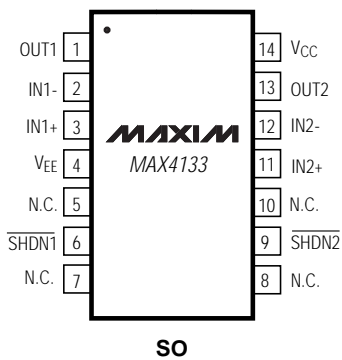 OUT1 1 14 VCC
IN1- 2 13 OUT2
IN1+ 3 12 IN2-
MAXIM
VEE 4 MAX4133 11 IN2+
N.C. 5 10 N.C.
SHDN1 6 9 SHDN2
N.C. 7 8 N.C.
SO